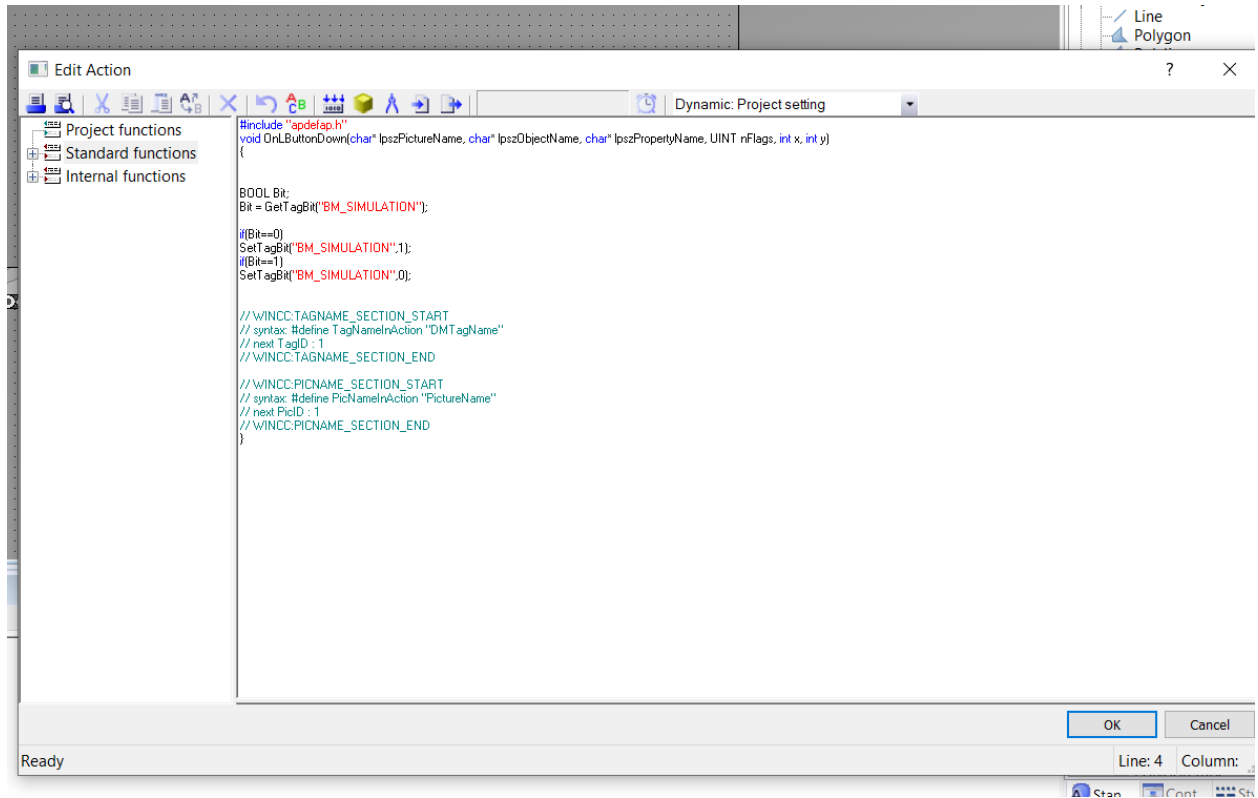 Line
Polygon
Edit Action
? X
Dynamic: Project setting
Project functions
Standard functions
Internal functions
#include "apdefap.h"
void OnLButtonDown(char* lpszPictureName, char* lpszObjectName, char* lpszPropertyName, UINT nFlags, int x, int y)
{
BOOL Bit;
Bit = GetTagBit("BM_SIMULATION");
if(Bit==0)
SetTagBit("BM_SIMULATION",1);
if(Bit==1)
SetTagBit("BM_SIMULATION",0);
// WINCC:TAGNAME_SECTION_START
// syntax: #define TagNameInAction "DMTagName"
// next TagID : 1
// WINCC:TAGNAME_SECTION_END
// WINCC:PICNAME_SECTION_START
// syntax: #define PicNameInAction "PictureName"
// next PicID : 1
// WINCC:PICNAME_SECTION_END
}
OK Cancel
Ready Line: 4 Column:
Stan Cont Sty